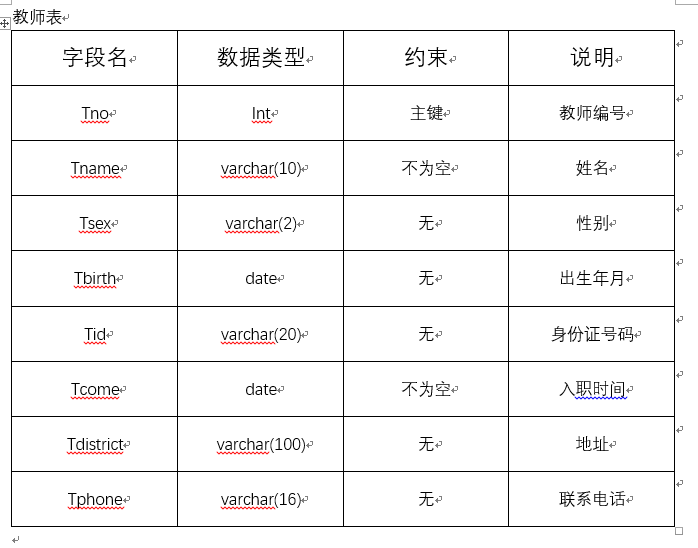 教师表
字段名 数据类型 约束 说明
Tno Int 主键 教师编号
Tname varchar(10) 不为空 姓名
Tsex varchar(2) 无 性别
Tbirth date 无 出生年月
Tid varchar(20) 无 身份证号码
Tcome date 不为空 入职时间
Tdistrict varchar(100) 无 地址
Tphone varchar(16) 无 联系电话